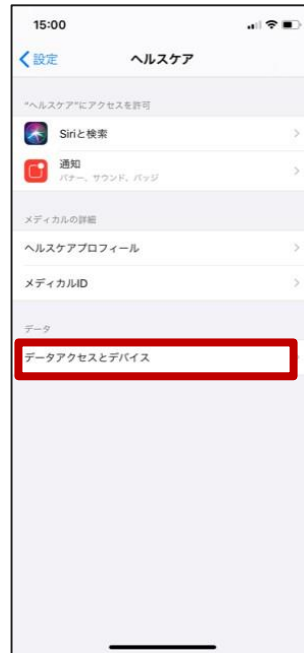 15:00
設定
ヘルスケア
"ヘルスケア"にアクセスを許可
Siriと検索
通知
バナー、サウンド、バッジ
メディカルの詳細
ヘルスケアプロフィール
メディカルID
データ
データアクセスとデバイス